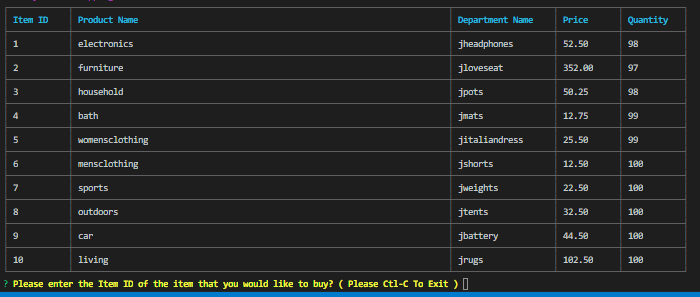 Item ID Product Name Department Name Price Quantity
1 electronics jheadphones 52.50 98
2 furniture jloveseat 352.00 97
3 household jpots 50.25 98
4 bath jmats 12.75 99
5 womensclothing jitaliandress 25.50 99
6 mensclothing jshorts 12.50 100
7 sports jweights 22.50 100
8 outdoors jtents 32.50 100
9 car jbattery 44.50 100
10 living jrugs 102.50 100
? Please enter the Item ID of the item that you would like to buy? ( Please Ctl-C To Exit )